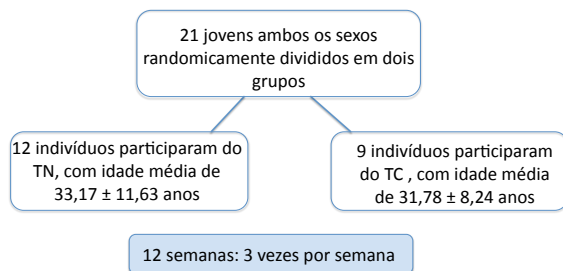 21 jovens ambos os sexos
randomicamente divididos em dois
grupos
12 indivíduos participaram do
TN, com idade média de
33,17 ± 11,63 anos
9 indivíduos participaram
do TC , com idade média
de 31,78 ± 8,24 anos
12 semanas: 3 vezes por semana